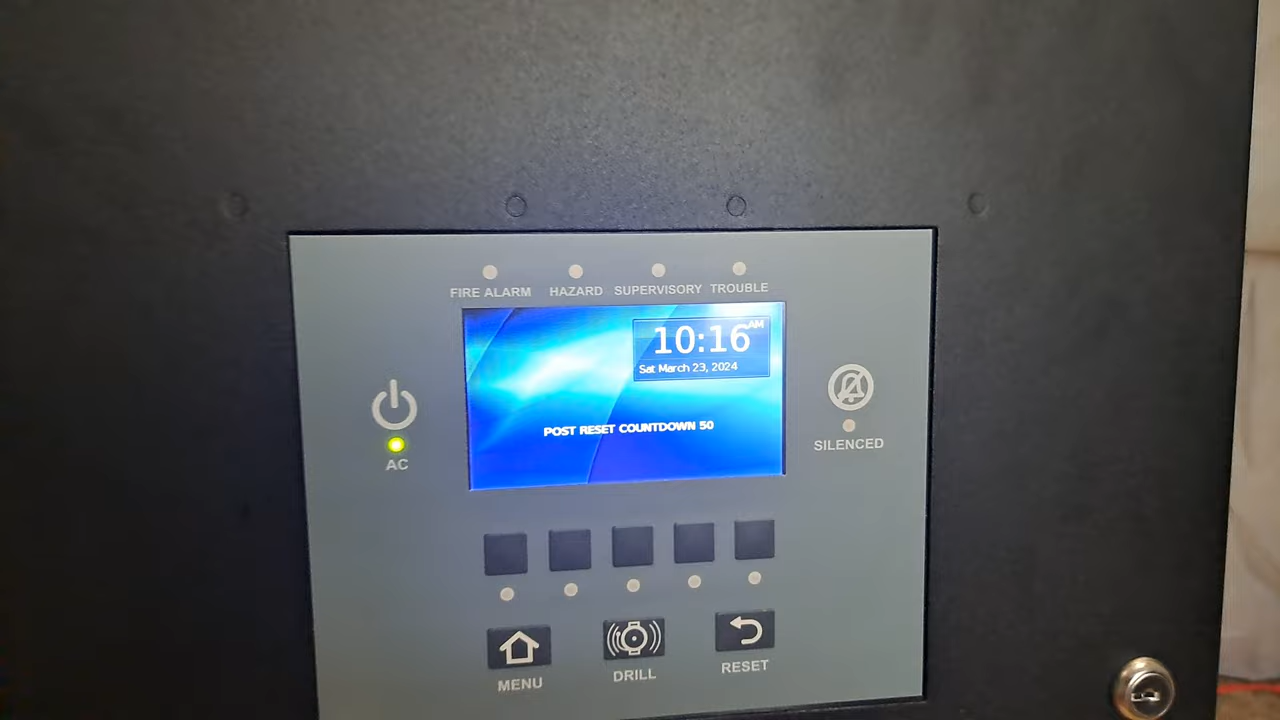 FIRE ALARM HAZARD SUPERVISORY TROUBLE
10:16 AM
Sat March 23, 2024
POST RESET COUNTDOWN 50
AC
SILENCED
MENU
DRILL
RESET